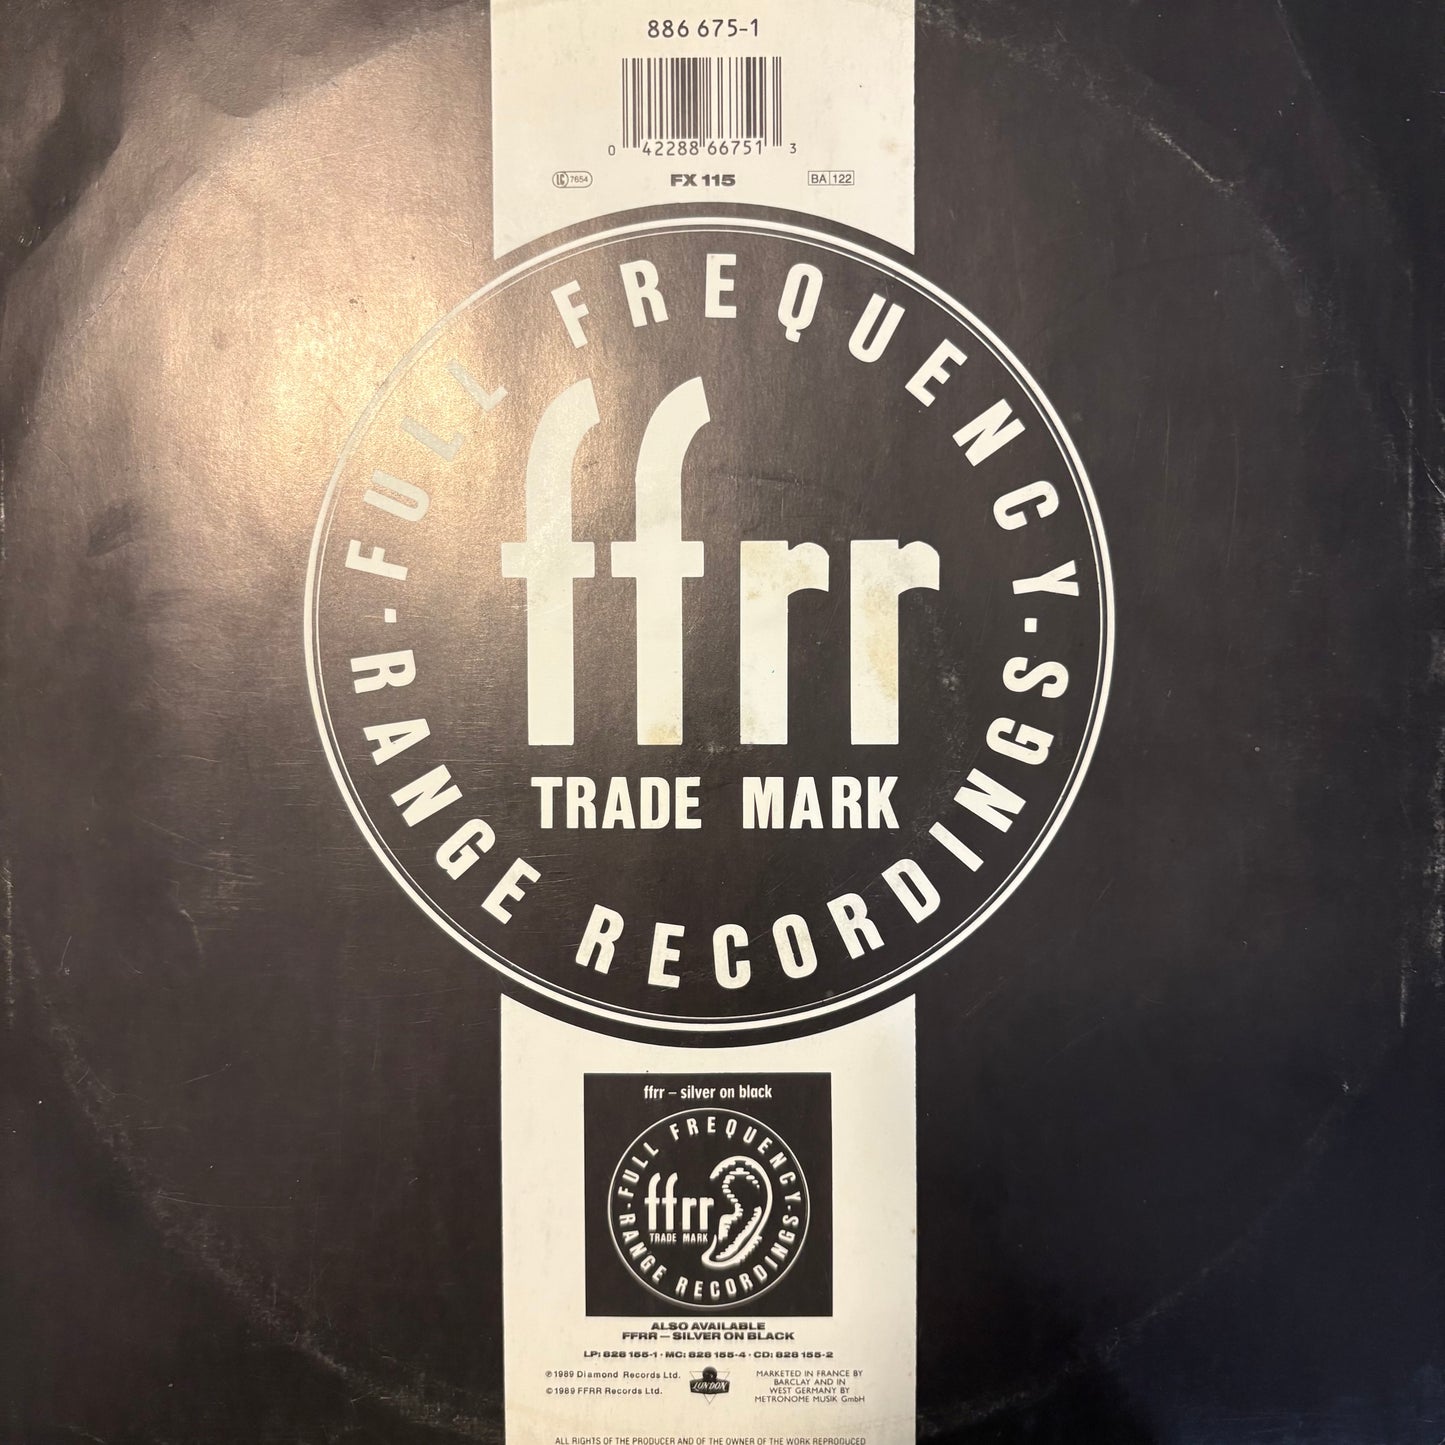 886 675-1
0 42288 66751 3
LC 7654
FX 115
BA 122
FULL FREQUENCY
ffrr
TRADE MARK
RANGE RECORDINGS
ffrr – silver on black
FULL FREQUENCY
ffrr
TRADE MARK
RANGE RECORDINGS
ALSO AVAILABLE
FFRR — SILVER ON BLACK
LP: 828 155-1 · MC: 828 155-4 · CD: 828 155-2
℗ 1989 Diamond Records Ltd.
© 1989 FFRR Records Ltd.
LONDON
MARKETED IN FRANCE BY
BARCLAY AND IN
WEST GERMANY BY
METRONOME MUSIK GmbH
ALL RIGHTS OF THE PRODUCER AND OF THE OWNER OF THE WORK REPRODUCED